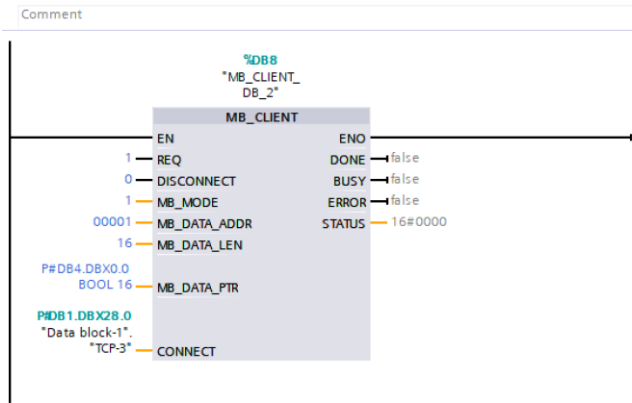 Comment
%DB8
"MB_CLIENT_
DB_2"
MB_CLIENT
EN ENO
1 REQ DONE false
0 DISCONNECT BUSY false
1 MB_MODE ERROR false
00001 MB_DATA_ADDR STATUS 16#0000
16 MB_DATA_LEN
P#DB4.DBX0.0
BOOL 16 MB_DATA_PTR
P#DB1.DBX28.0
"Data block-1".
"TCP-3" CONNECT